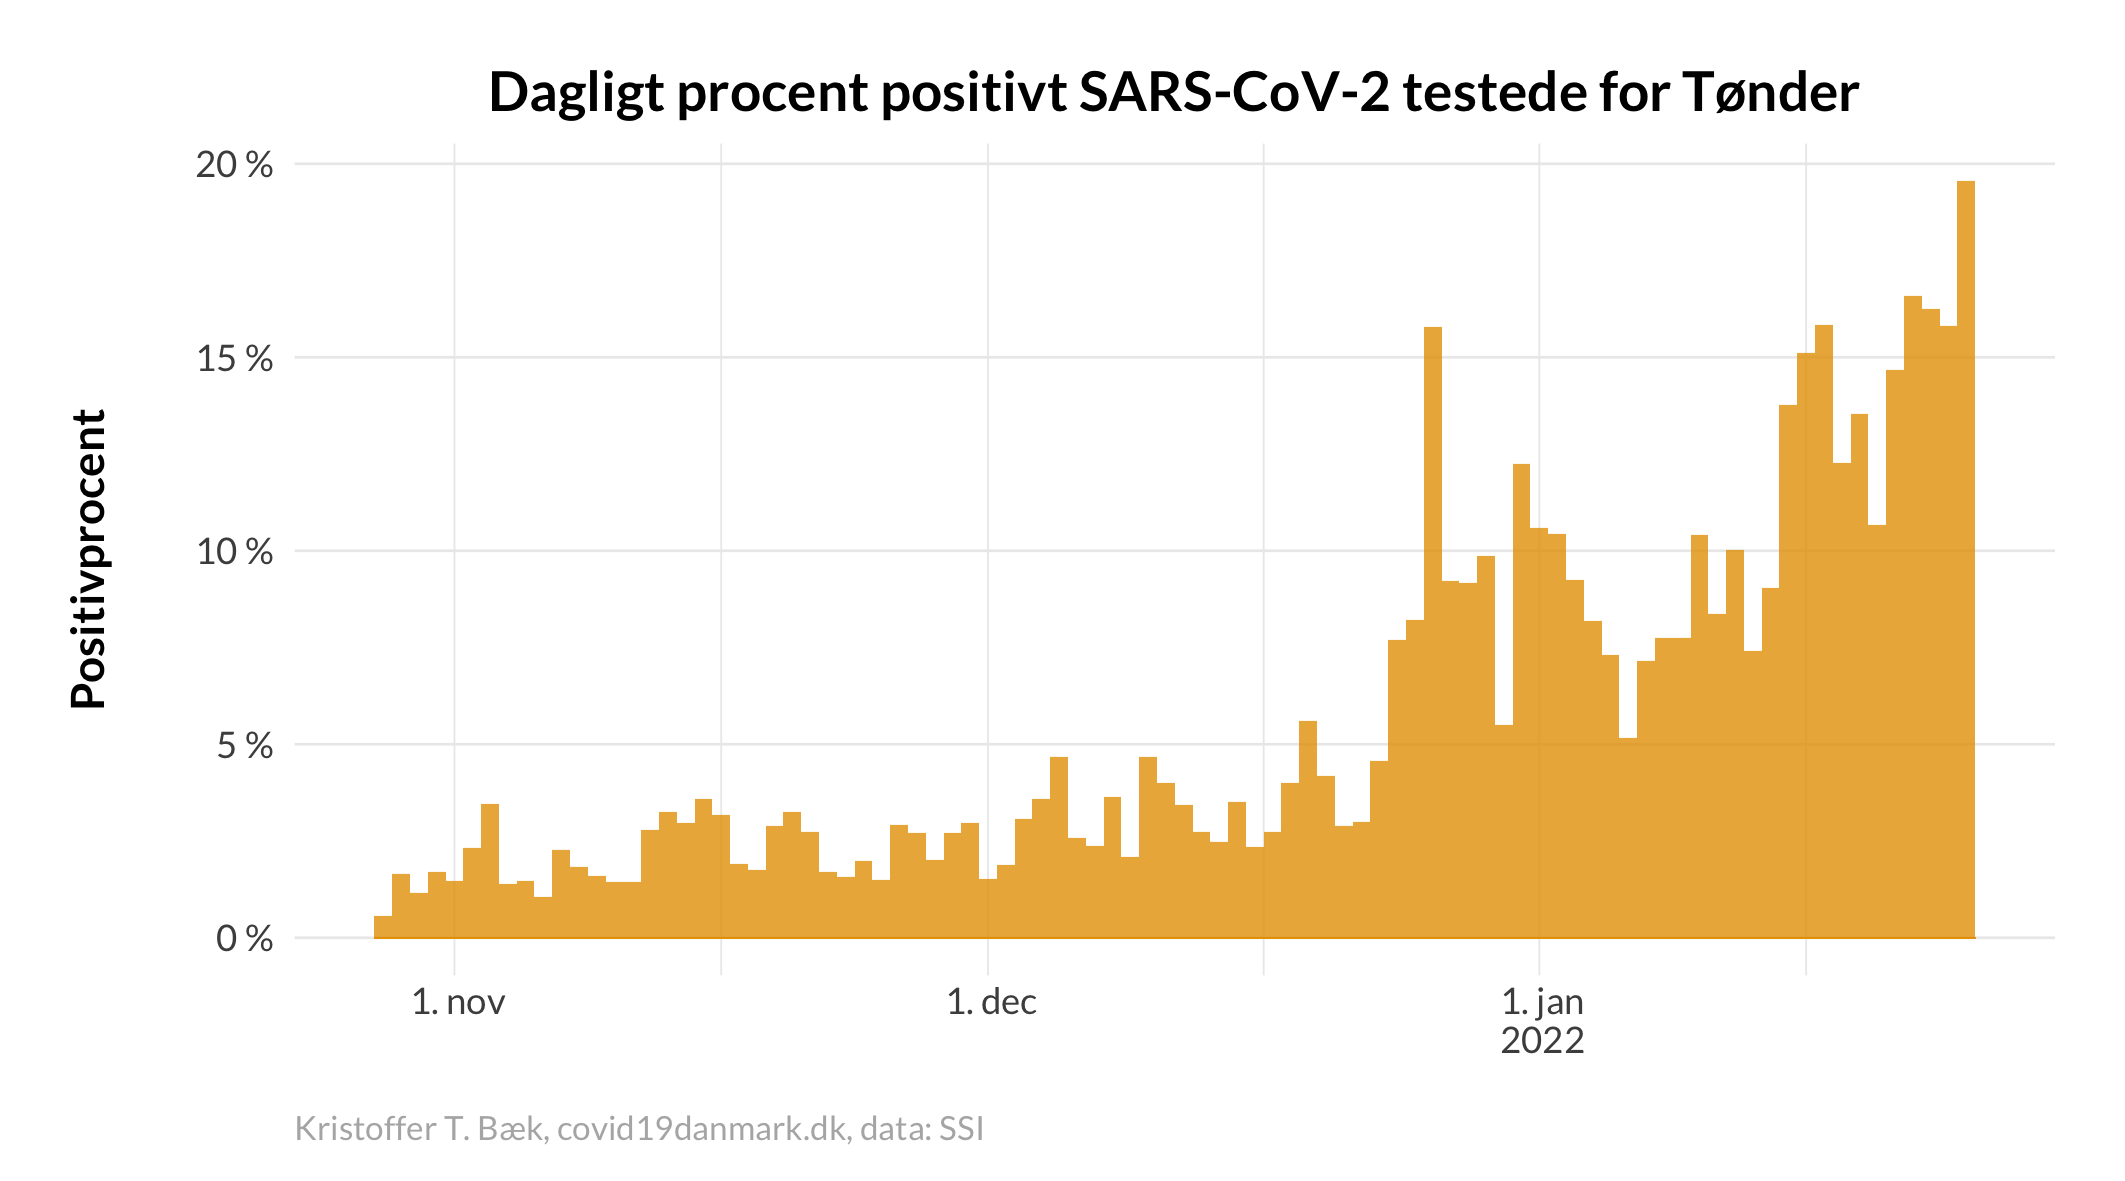 Dagligt procent positivt SARS-CoV-2 testede for Tønder
Positivprocent
20 %
15 %
10 %
5 %
0 %
1. nov
1. dec
1. jan
2022
Kristoffer T. Bæk, covid19danmark.dk, data: SSI